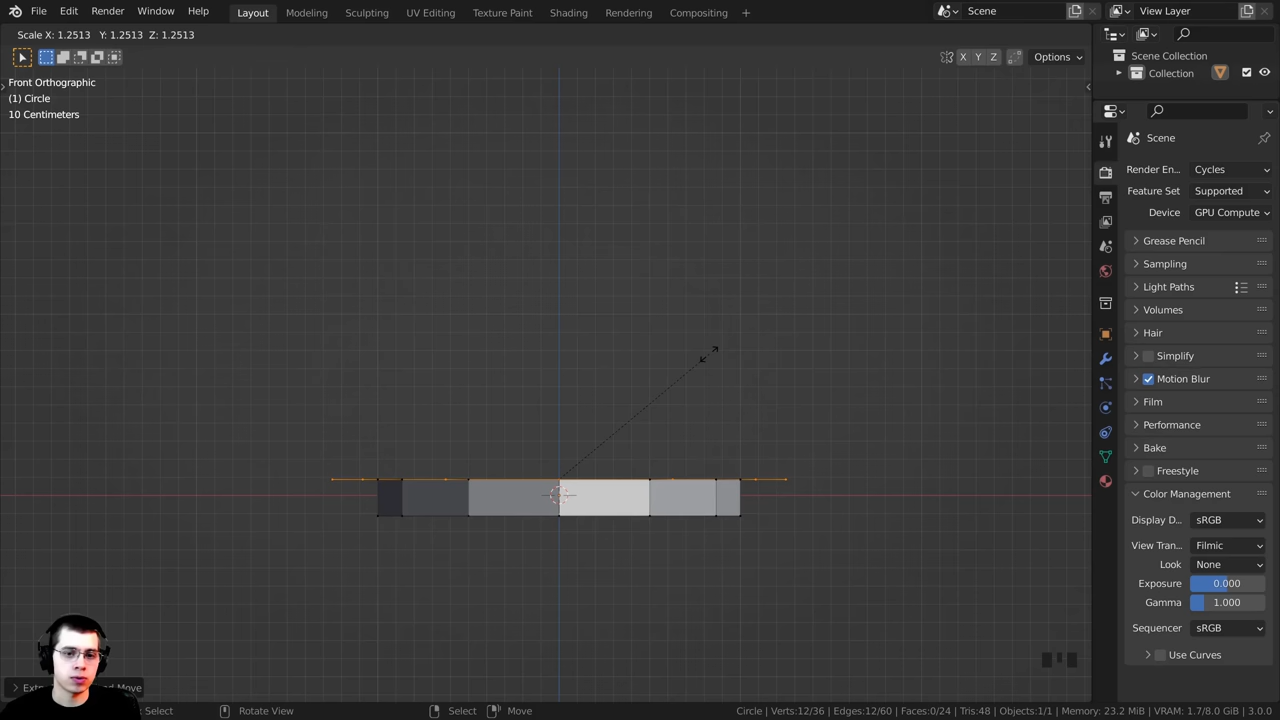 File Edit Render Window Help Layout Modeling Sculpting UV Editing Texture Paint Shading Rendering Compositing + Scene View Layer
Scale X: 1.2513 Y: 1.2513 Z: 1.2513
X Y Z Options
Front Orthographic
(1) Circle
10 Centimeters
Scene Collection
Collection
Scene
Render En... Cycles
Feature Set Supported
Device GPU Compute
Grease Pencil
Sampling
Light Paths
Volumes
Hair
Simplify
Motion Blur
Film
Performance
Bake
Freestyle
Color Management
Display D... sRGB
View Tran... Filmic
Look None
Exposure 0.000
Gamma 1.000
Sequencer sRGB
Use Curves
Move
Select Rotate View Select Move Circle | Verts:12/36 | Edges:12/60 | Faces:0/24 | Tris:48 | Objects:1/1 | Memory: 23.2 MiB | VRAM: 1.7/8.0 GiB | 3.0.0